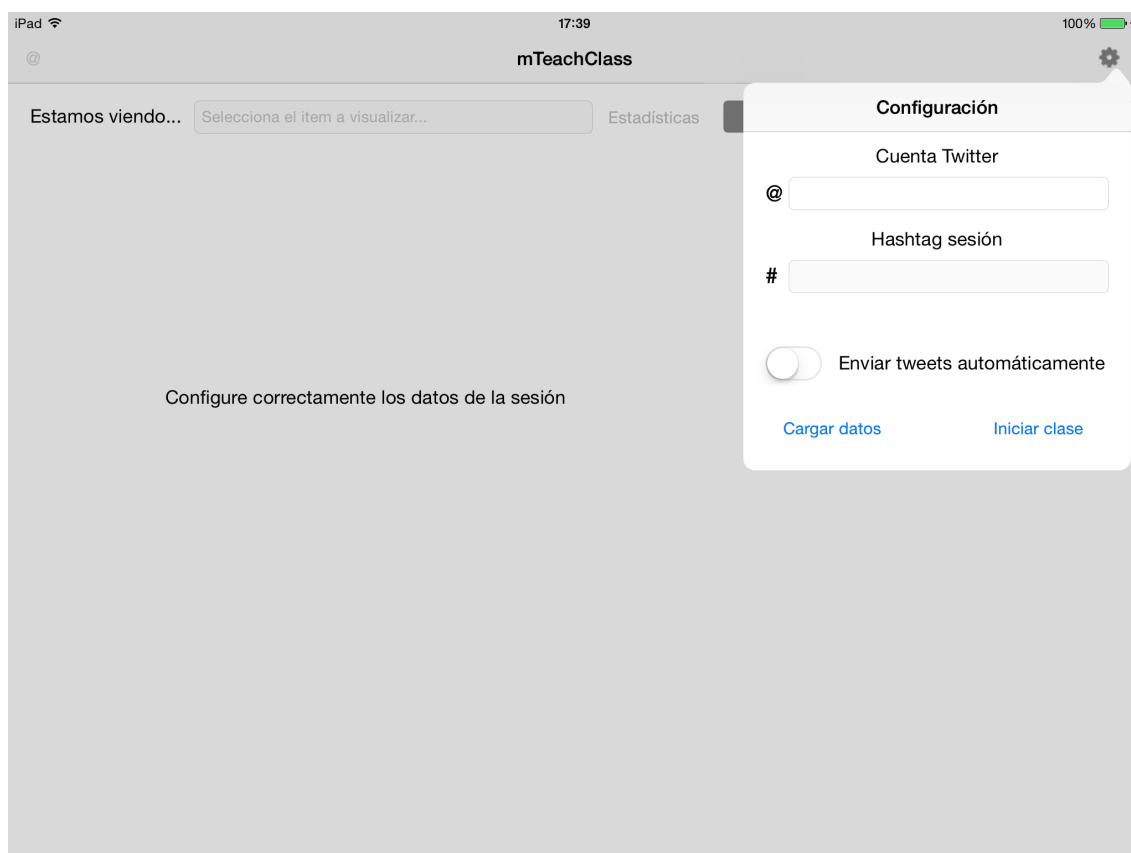 iPad 17:39 100%
@ mTeachClass
Estamos viendo... Selecciona el item a visualizar... Estadísticas
Configure correctamente los datos de la sesión
Configuración
Cuenta Twitter
@
Hashtag sesión
#
Enviar tweets automáticamente
Cargar datos Iniciar clase